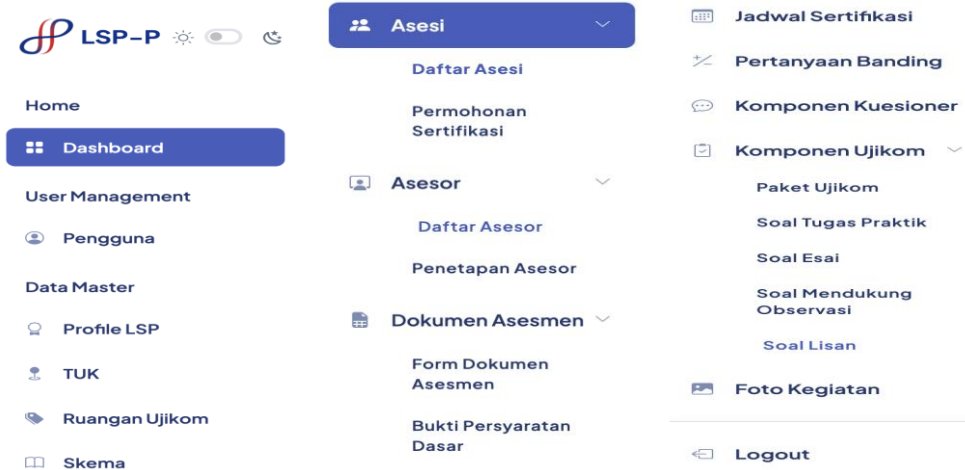 LSP-P
Home
Dashboard
User Management
Pengguna
Data Master
Profile LSP
TUK
Ruangan Ujikom
Skema
Asesi
Daftar Asesi
Permohonan
Sertifikasi
Asesor
Daftar Asesor
Penetapan Asesor
Dokumen Asesmen
Form Dokumen
Asesmen
Bukti Persyaratan
Dasar
Jadwal Sertifikasi
Pertanyaan Banding
Komponen Kuesioner
Komponen Ujikom
Paket Ujikom
Soal Tugas Praktik
Soal Esai
Soal Mendukung
Observasi
Soal Lisan
Foto Kegiatan
Logout